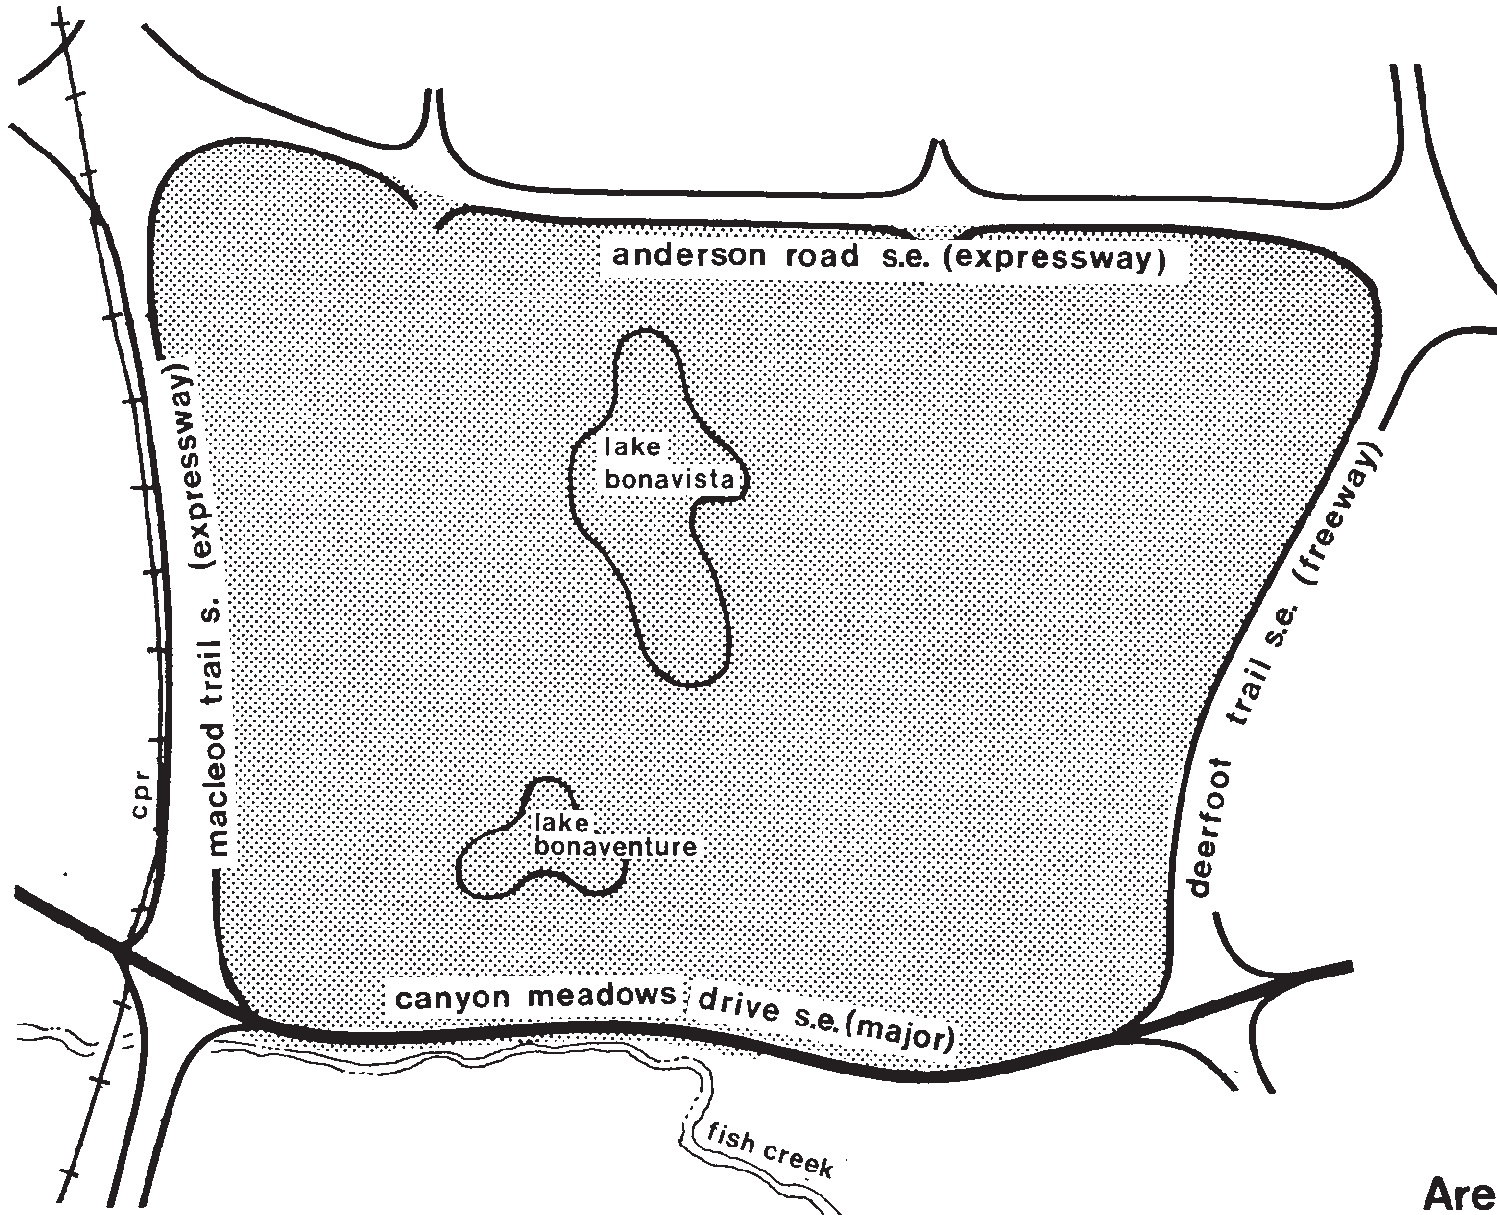 anderson road s.e. (expressway)
macleod trail s. (expressway)
lake
bonavista
deerfoot trail s.e. (freeway)
cpr
lake
bonaventure
canyon meadows drive s.e. (major)
fish creek
Are